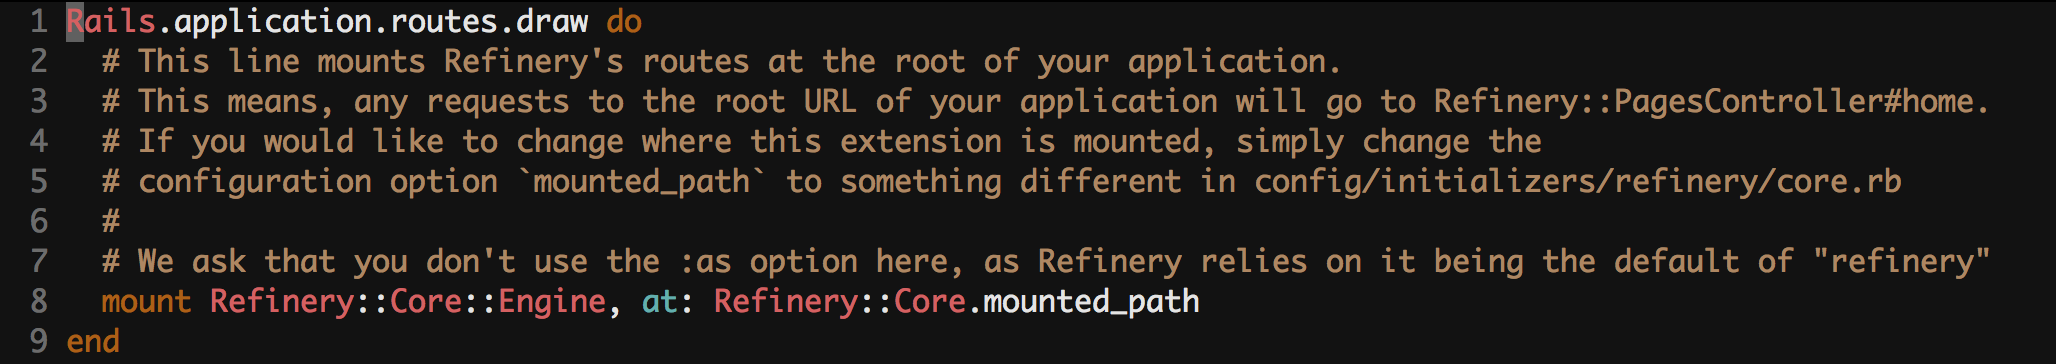 1 Rails.application.routes.draw do
2   # This line mounts Refinery's routes at the root of your application.
3   # This means, any requests to the root URL of your application will go to Refinery::PagesController#home.
4   # If you would like to change where this extension is mounted, simply change the
5   # configuration option `mounted_path` to something different in config/initializers/refinery/core.rb
6   #
7   # We ask that you don't use the :as option here, as Refinery relies on it being the default of "refinery"
8   mount Refinery::Core::Engine, at: Refinery::Core.mounted_path
9 end